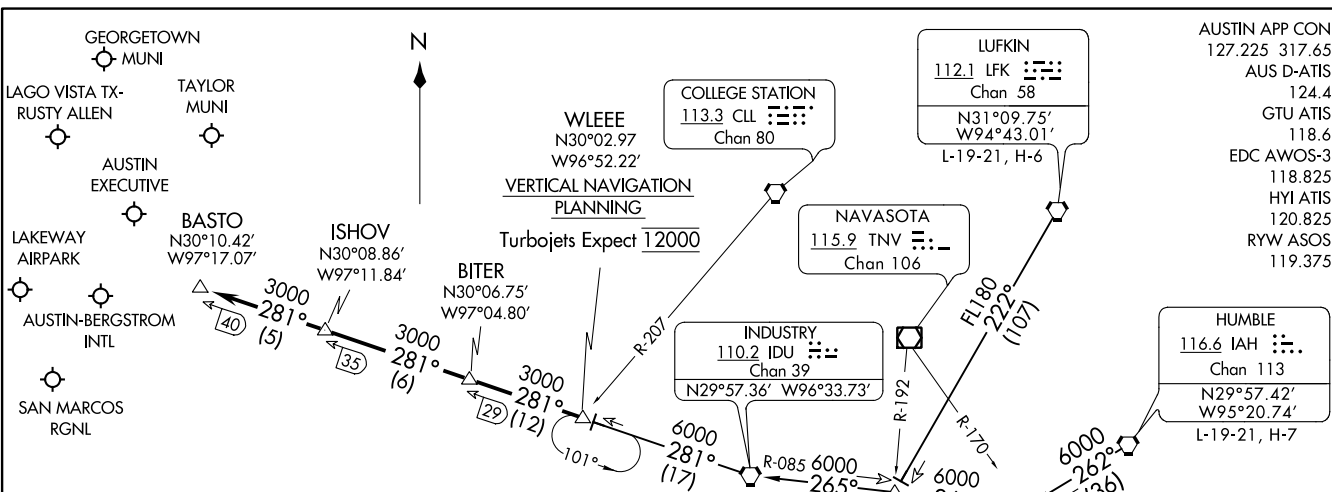 GEORGETOWN
MUNI
LAGO VISTA TX-
RUSTY ALLEN
TAYLOR
MUNI
AUSTIN
EXECUTIVE
LAKEWAY
AIRPARK
AUSTIN-BERGSTROM
INTL
SAN MARCOS
RGNL
N
BASTO
N30°10.42'
W97°17.07'
ISHOV
N30°08.86'
W97°11.84'
BITER
N30°06.75'
W97°04.80'
WLEEE
N30°02.97
W96°52.22'
VERTICAL NAVIGATION
PLANNING
Turbojets Expect 12000
COLLEGE STATION
113.3 CLL
Chan 80
LUFKIN
112.1 LFK
Chan 58
N31°09.75'
W94°43.01'
L-19-21, H-6
NAVASOTA
115.9 TNV
Chan 106
INDUSTRY
110.2 IDU
Chan 39
N29°57.36' W96°33.73'
HUMBLE
116.6 IAH
Chan 113
N29°57.42'
W95°20.74'
L-19-21, H-7
AUSTIN APP CON
127.225 317.65
AUS D-ATIS
124.4
GTU ATIS
118.6
EDC AWOS-3
118.825
HYI ATIS
120.825
RYW ASOS
119.375
3000
281°
(5)
40
3000
281°
(6)
35
3000
281°
(12)
29
101°
6000
281°
(17)
R-207
R-085
6000
265°
R-192
R-170
FL180
222°
(107)
6000
6000
262°
(36)